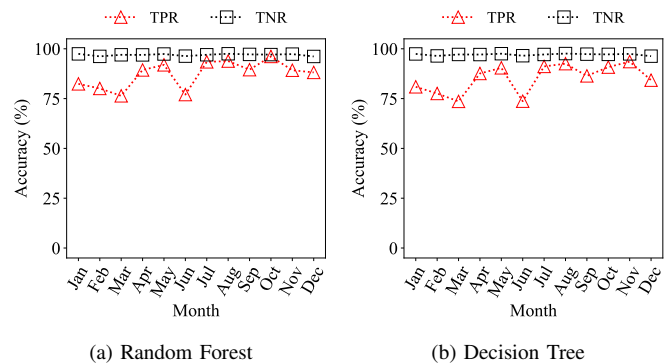 TPR TNR
100
75
50
25
0
Accuracy (%)
Jan Feb Mar Apr May Jun Jul Aug Sep Oct Nov Dec
Month
(a) Random Forest
TPR TNR
100
75
50
25
0
Accuracy (%)
Jan Feb Mar Apr May Jun Jul Aug Sep Oct Nov Dec
Month
(b) Decision Tree